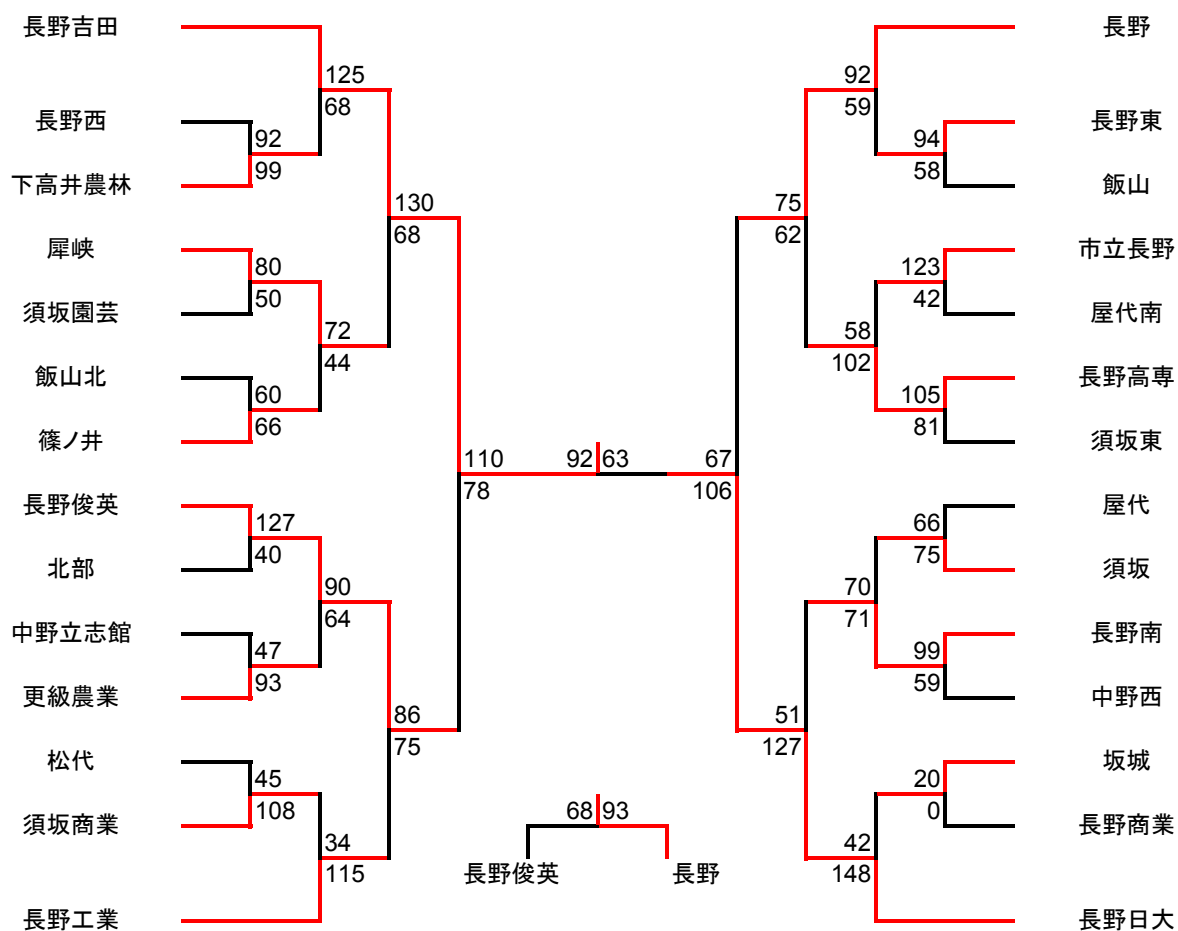 長野吉田
長野西
下高井農林
犀峡
須坂園芸
飯山北
篠ノ井
長野俊英
北部
中野立志館
更級農業
松代
須坂商業
長野工業
125
68
92
99
80
50
72
44
60
66
130
68
127
40
90
64
47
93
86
75
45
108
34
115
110
78
92 63
67
106
68 93
長野俊英 長野
92
59
94
58
75
62
123
42
58
102
105
81
66
75
70
71
99
59
51
127
20
0
42
148
長野
長野東
飯山
市立長野
屋代南
長野高専
須坂東
屋代
須坂
長野南
中野西
坂城
長野商業
長野日大